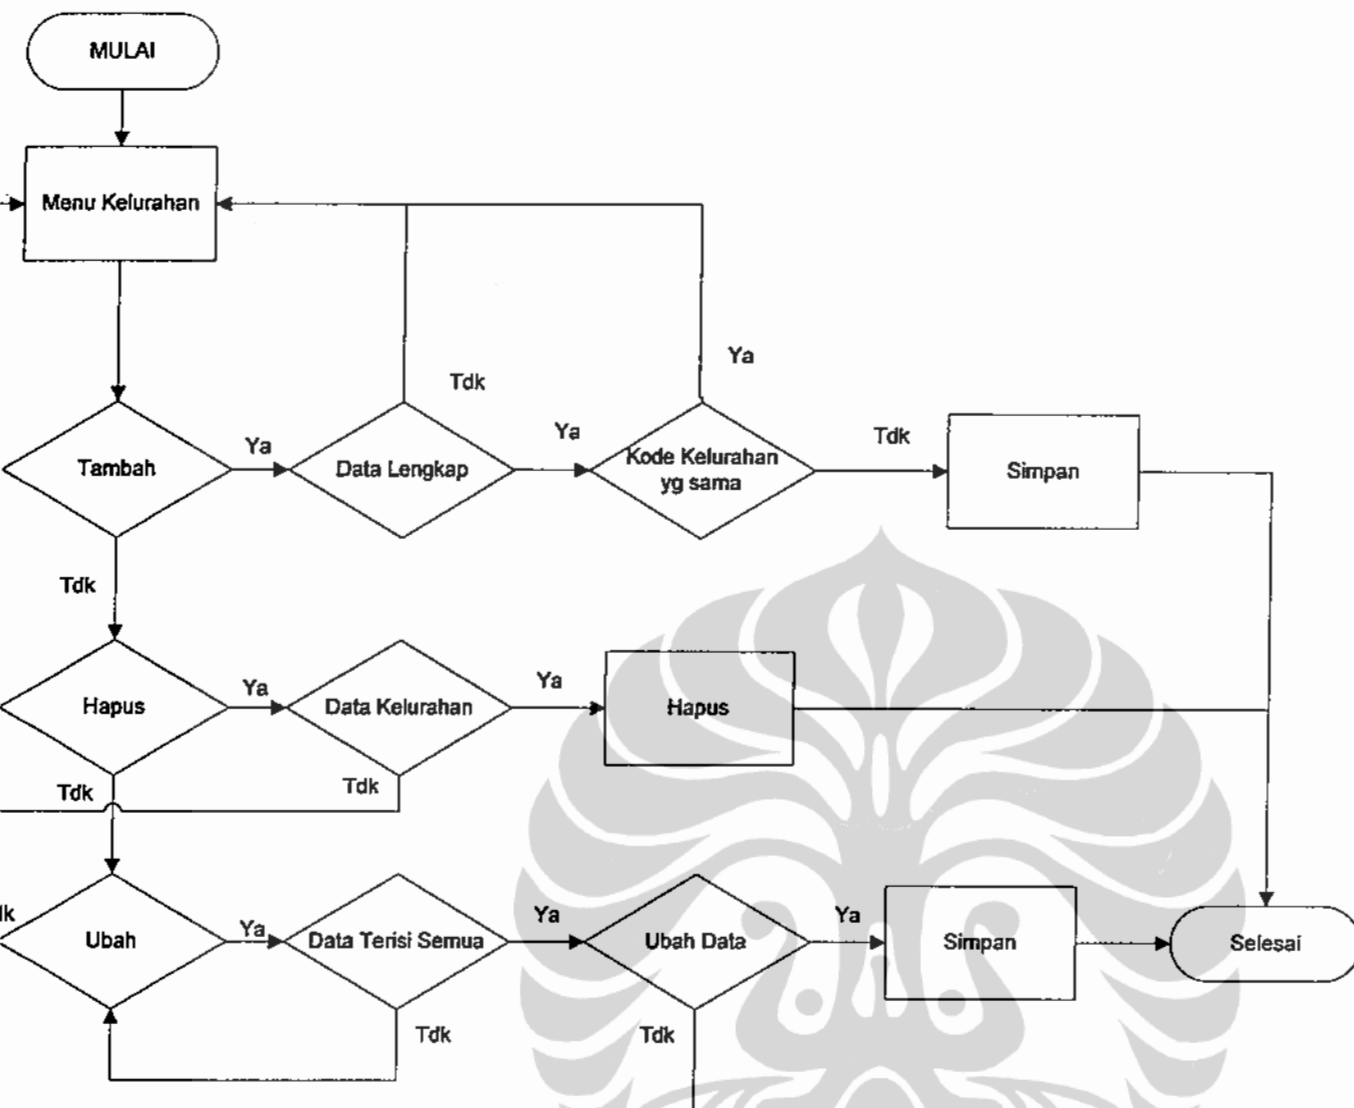 MULAI
Menu Kelurahan
Ya
Tdk
Ya
Ya
Tdk
Tambah
Data Lengkap
Kode Kelurahan
yg sama
Simpan
Tdk
Ya
Ya
Hapus
Data Kelurahan
Hapus
Tdk
Tdk
Ya
Ya
Ya
Ubah
Data Terisi Semua
Ubah Data
Simpan
Selesai
Tdk
Tdk